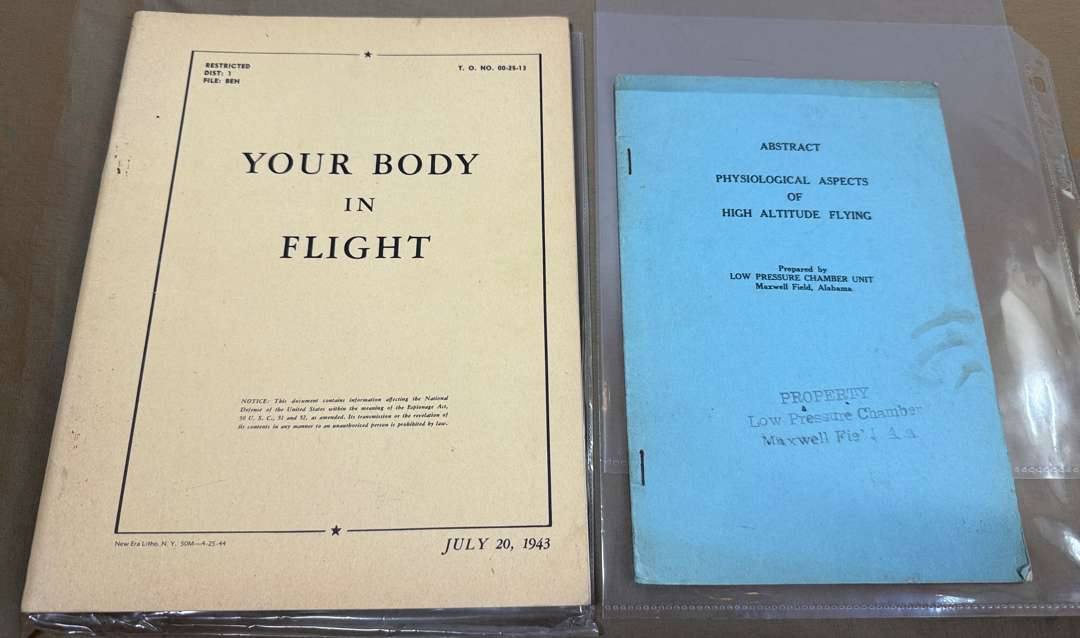 RESTRICTED
DIST: 1
FILE: BEH
T. O. NO. 00-25-13
YOUR BODY
IN
FLIGHT
NOTICE: This document contains information affecting the National
Defense of the United States within the meaning of the Espionage Act,
50 U. S. C., 31 and 32, as amended. Its transmission or the revelation of
its contents in any manner to an unauthorized person is prohibited by law.
New Era Litho, N. Y. 50M—4-25-44
JULY 20, 1943
ABSTRACT
PHYSIOLOGICAL ASPECTS
OF
HIGH ALTITUDE FLYING
Prepared by
LOW PRESSURE CHAMBER UNIT
Maxwell Field, Alabama
PROPERTY
Low Pressure Chamber
Maxwell